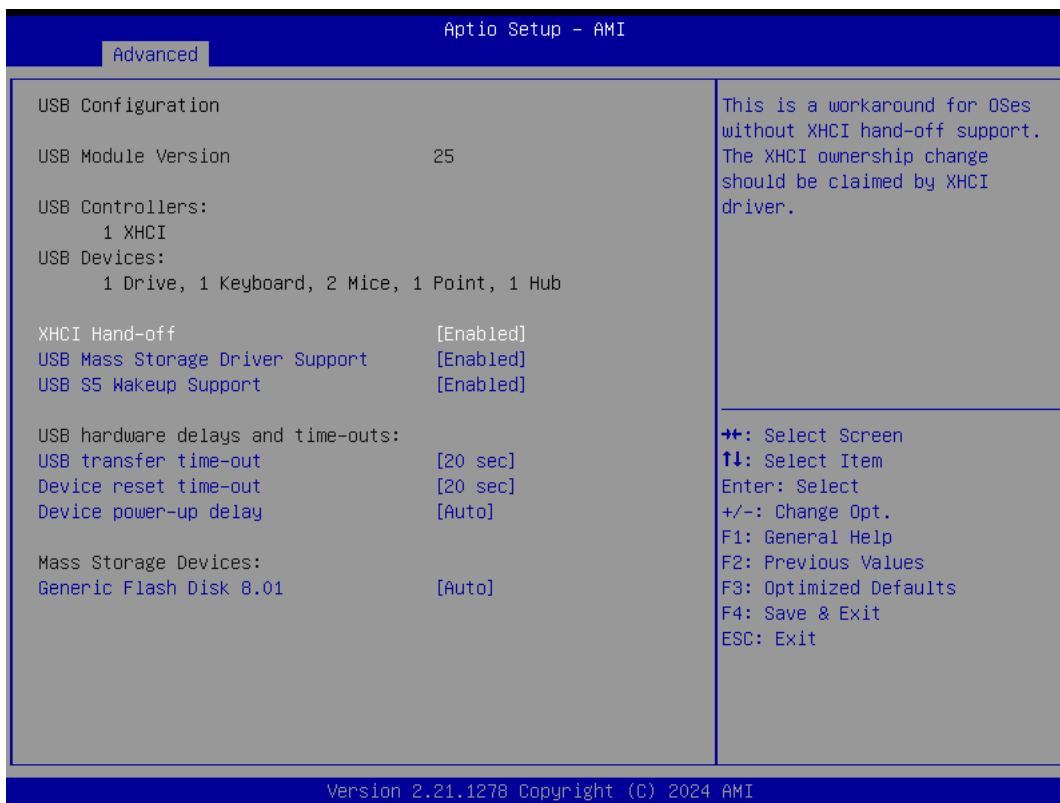 Aptio Setup – AMI
Advanced
USB Configuration
USB Module Version 25
USB Controllers:
1 XHCI
USB Devices:
1 Drive, 1 Keyboard, 2 Mice, 1 Point, 1 Hub
XHCI Hand-off [Enabled]
USB Mass Storage Driver Support [Enabled]
USB S5 Wakeup Support [Enabled]
USB hardware delays and time-outs:
USB transfer time-out [20 sec]
Device reset time-out [20 sec]
Device power-up delay [Auto]
Mass Storage Devices:
Generic Flash Disk 8.01 [Auto]
This is a workaround for OSes
without XHCI hand-off support.
The XHCI ownership change
should be claimed by XHCI
driver.
→←: Select Screen
↑↓: Select Item
Enter: Select
+/-: Change Opt.
F1: General Help
F2: Previous Values
F3: Optimized Defaults
F4: Save & Exit
ESC: Exit
Version 2.21.1278 Copyright (C) 2024 AMI